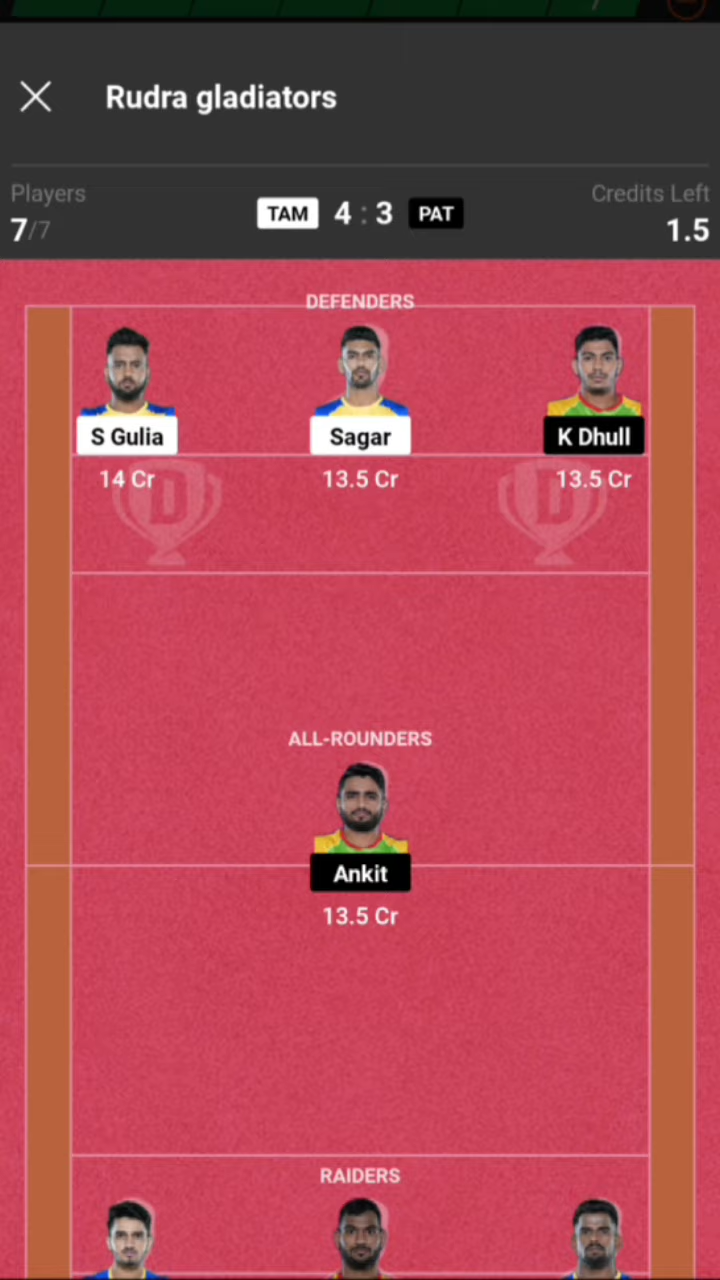 Rudra gladiators
Players
Credits Left
7/7
TAM 4 : 3 PAT
1.5
DEFENDERS
S Gulia
Sagar
K Dhull
14 Cr
13.5 Cr
13.5 Cr
D
D
ALL-ROUNDERS
Ankit
13.5 Cr
RAIDERS